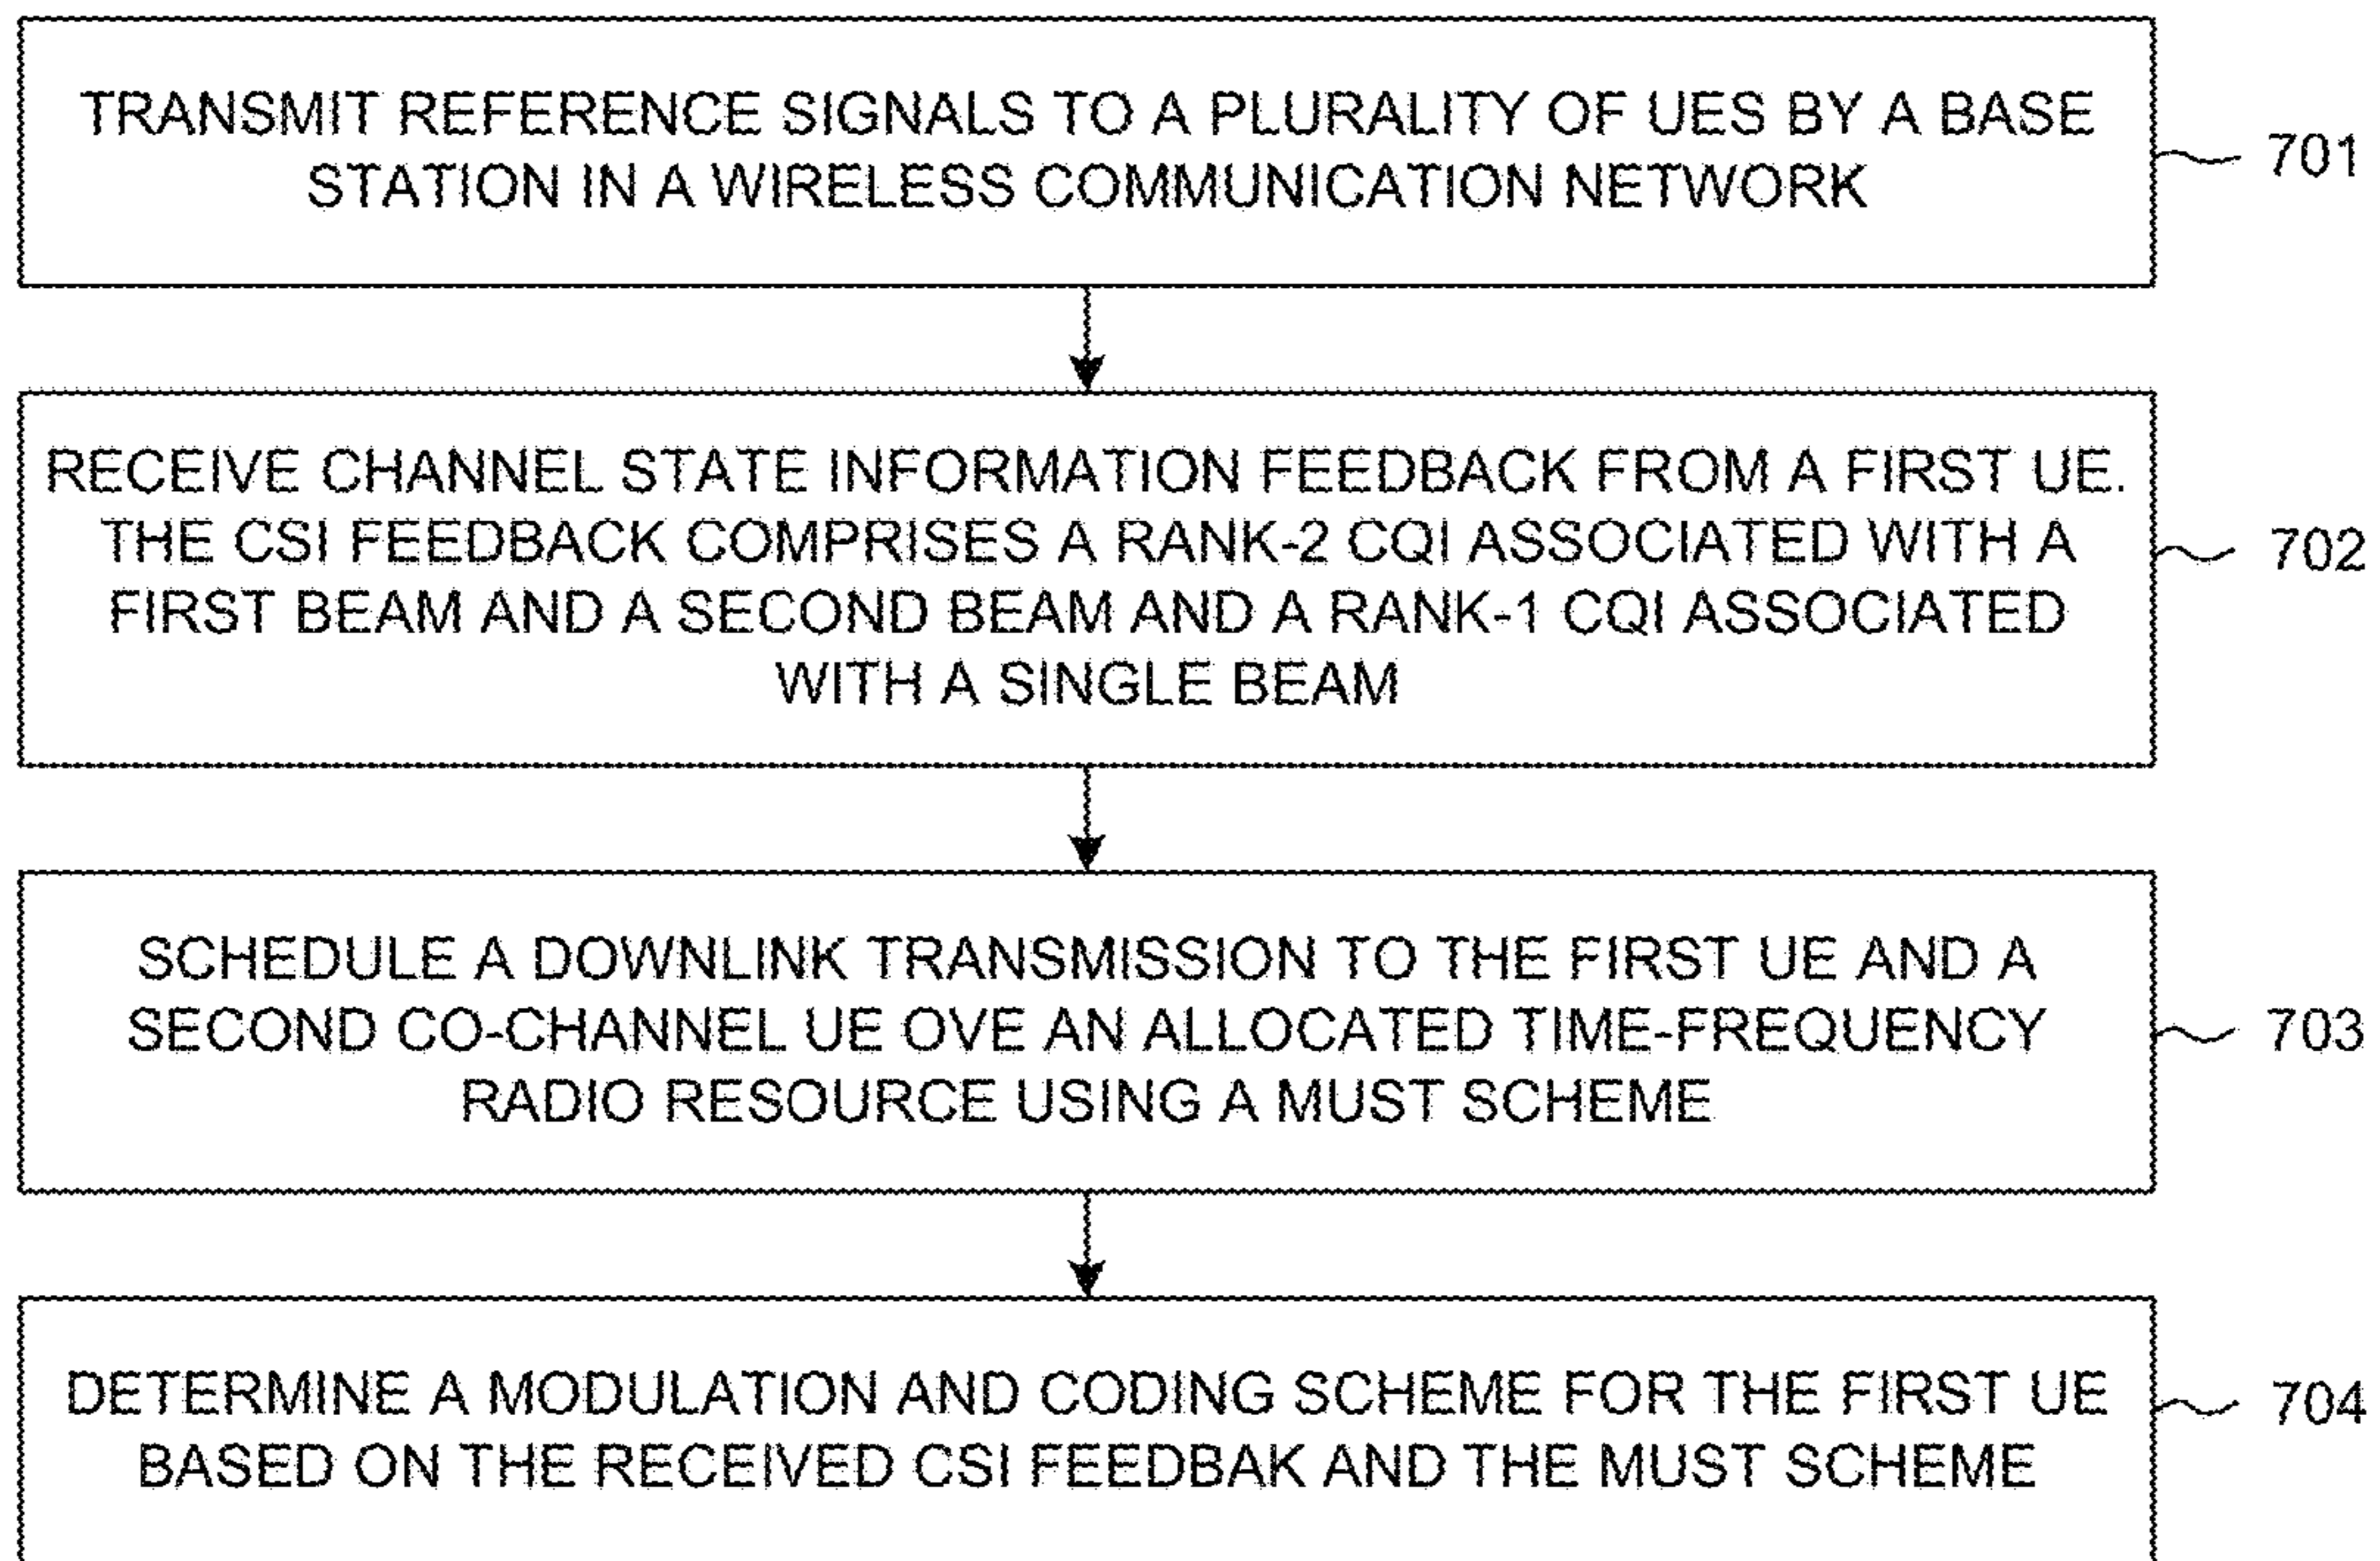 TRANSMIT REFERENCE SIGNALS TO A PLURALITY OF UES BY A BASE
STATION IN A WIRELESS COMMUNICATION NETWORK
701
RECEIVE CHANNEL STATE INFORMATION FEEDBACK FROM A FIRST UE.
THE CSI FEEDBACK COMPRISES A RANK-2 CQI ASSOCIATED WITH A
FIRST BEAM AND A SECOND BEAM AND A RANK-1 CQI ASSOCIATED
WITH A SINGLE BEAM
702
SCHEDULE A DOWNLINK TRANSMISSION TO THE FIRST UE AND A
SECOND CO-CHANNEL UE OVE AN ALLOCATED TIME-FREQUENCY
RADIO RESOURCE USING A MUST SCHEME
703
DETERMINE A MODULATION AND CODING SCHEME FOR THE FIRST UE
BASED ON THE RECEIVED CSI FEEDBAK AND THE MUST SCHEME
704